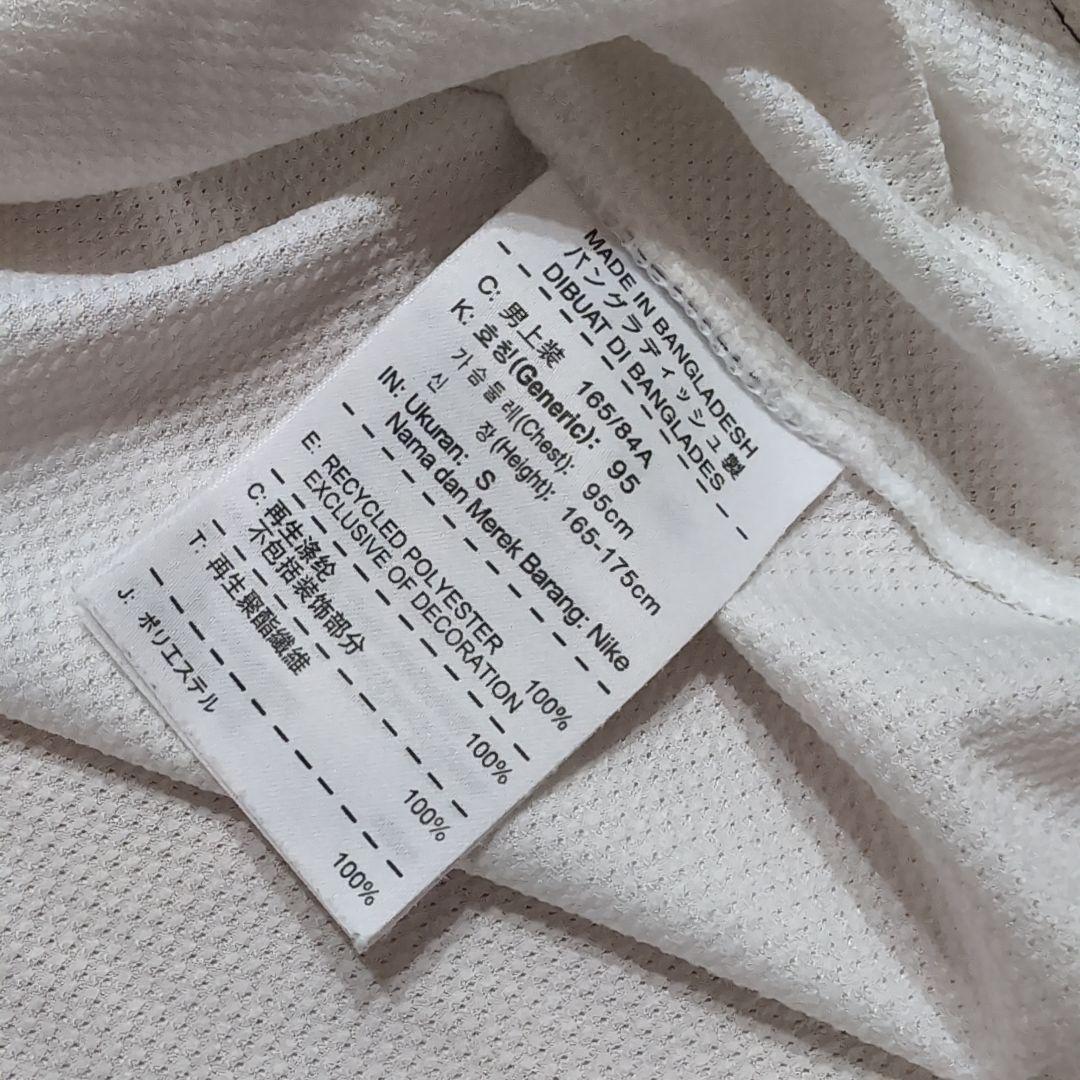 MADE IN BANGLADESH
バングラディッシュ製
DIBUAT DI BANGLADES
C: 男上装 165/84A
K: 호칭(Generic): 95
가슴둘레(Chest): 95cm
신 장(Height): 165-175cm
IN: Ukuran: S
Nama dan Merek Barang: Nike
E: RECYCLED POLYESTER 100%
EXCLUSIVE OF DECORATION
C: 再生涤纶 100%
不包括装饰部分
T: 再生聚酯纖維 100%
J: ポリエステル 100%